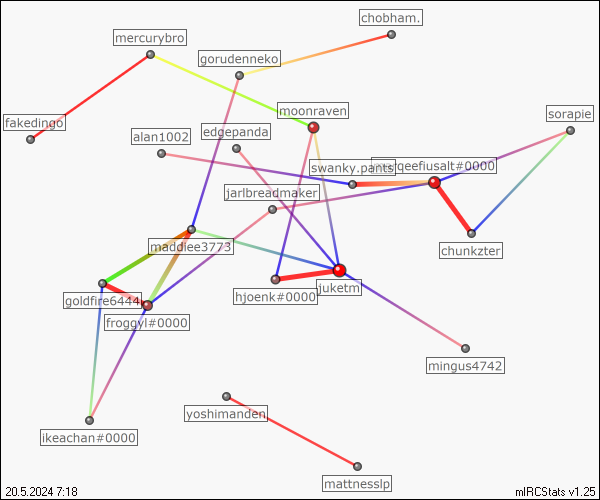 chobham.
mercurybro
gorudenneko
moonraven
sorapie
fakedingo
edgepanda
alan1002
swanky.pants
qeefiusalt#0000
jarlbreadmaker
maddiee3773
chunkzter
juketm
hjoenk#0000
goldfire6444
froggyl#0000
mingus4742
yoshimanden
ikeachan#0000
mattnesslp
20.5.2024 7:18
mIRCStats v1.25